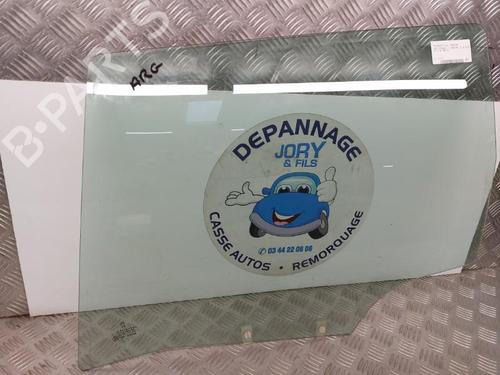 B-PARTS
ARG
DEPANNAGE
JORY
& FILS
03 44 22 06 06
CASSE AUTOS • REMORQUAGE